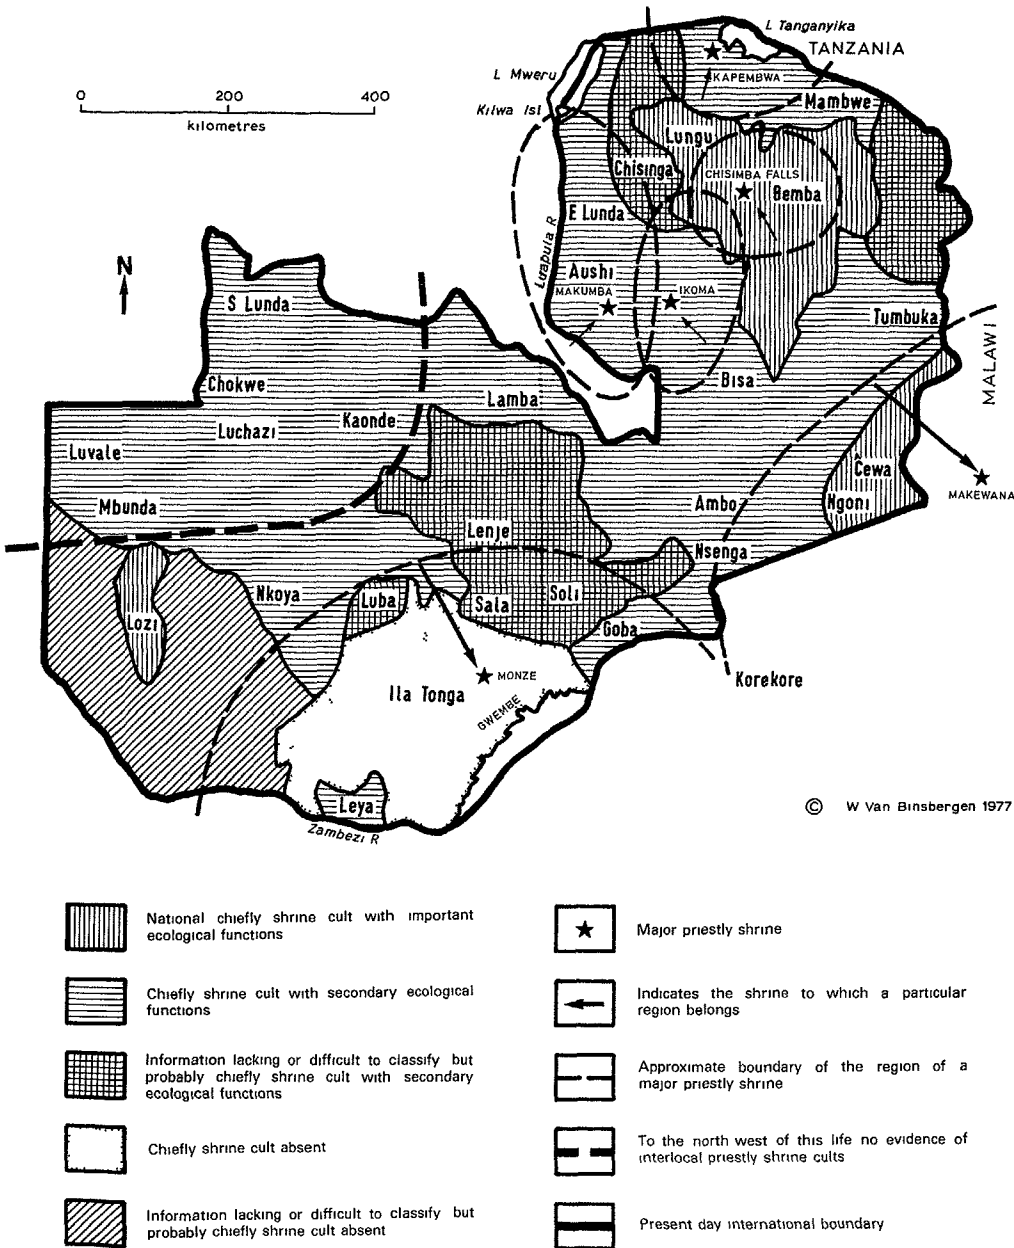 L Tanganyika
TANZANIA
L Mweru
KAPEMBWA
0 200 400
kilometres
Kilwa Isl
Mambwe
Lungu
Chisinga
CHISIMBA FALLS
Bemba
E Lunda
Luapula R
N
Aushi
MAKUMBA
IKOMA
S Lunda
Tumbuka
MALAWI
Chokwe
Bisa
Lamba
Kaonde
Luchazi
Luvale
Čewa
MAKEWANA
Mbunda
Ambo
Ngoni
Lenje
Nsenga
Nkoya
Luba
Sala
Soli
Lozi
Goba
MONZE
Korekore
Ila Tonga
GWEMBE
Leya
Zambezi R
© W Van Binsbergen 1977
National chiefly shrine cult with important
ecological functions
Chiefly shrine cult with secondary ecological
functions
Information lacking or difficult to classify but
probably chiefly shrine cult with secondary
ecological functions
Chiefly shrine cult absent
Information lacking or difficult to classify but
probably chiefly shrine cult absent
Major priestly shrine
Indicates the shrine to which a particular
region belongs
Approximate boundary of the region of a
major priestly shrine
To the north west of this life no evidence of
interlocal priestly shrine cults
Present day international boundary